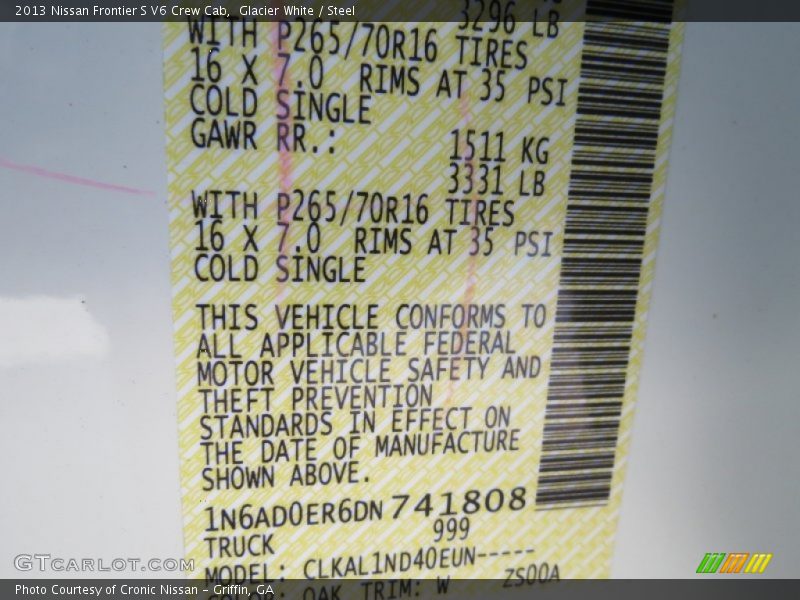 2013 Nissan Frontier S V6 Crew Cab, Glacier White / Steel
3296 LB
WITH P265/70R16 TIRES
16 X 7.0 RIMS AT 35 PSI
COLD SINGLE
GAWR RR.: 1511 KG
3331 LB
WITH P265/70R16 TIRES
16 X 7.0 RIMS AT 35 PSI
COLD SINGLE
THIS VEHICLE CONFORMS TO
ALL APPLICABLE FEDERAL
MOTOR VEHICLE SAFETY AND
THEFT PREVENTION
STANDARDS IN EFFECT ON
THE DATE OF MANUFACTURE
SHOWN ABOVE.
1N6AD0ER6DN741808
TRUCK 999
MODEL: CLKAL1ND40EUN-----
COLOR: QAK TRIM: W ZS00A
GTCARLOT.COM
Photo Courtesy of Cronic Nissan - Griffin, GA